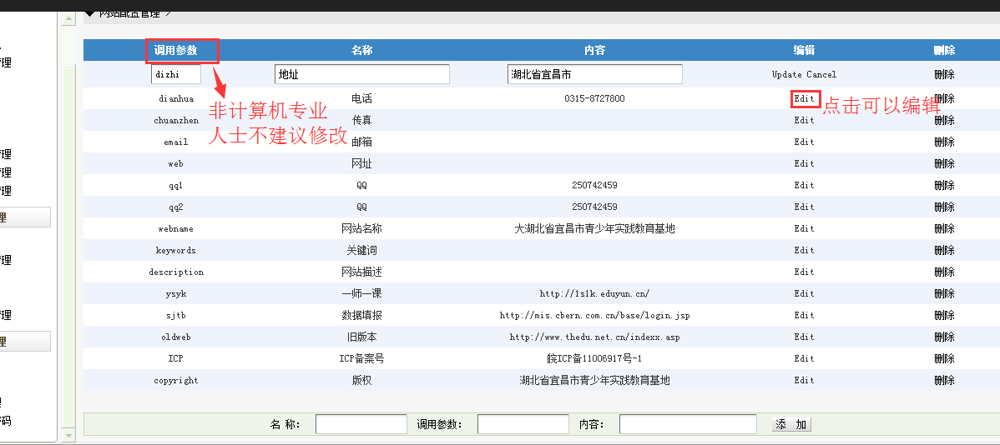 网站配置管理
管理
调用参数 名称 内容 编辑 删除
dizhi 地址 湖北省宜昌市 Update Cancel 删除
dianhua 电话 0315-8727800 Edit 删除
点击可以编辑
非计算机专业
人士不建议修改
chuanzhen 传真 Edit 删除
email 邮箱 Edit 删除
web 网址 Edit 删除
管理
qq1 QQ 250742459 Edit 删除
管理
qq2 QQ 250742459 Edit 删除
管理
webname 网站名称 大湖北省宜昌市青少年实践教育基地 Edit 删除
理
keywords 关键词 Edit 删除
description 网站描述 Edit 删除
管理
ysyk 一师一课 http://1s1k.eduyun.cn/ Edit 删除
sjtb 数据填报 http://mis.cbern.com.cn/base/login.jsp Edit 删除
管理
oldweb 旧版本 http://www.thedu.net.cn/indexx.asp Edit 删除
理
ICP ICP备案号 皖ICP备11006917号-1 Edit 删除
copyright 版权 湖北省宜昌市青少年实践教育基地 Edit 删除
名 称: 调用参数: 内容: 添 加
密码